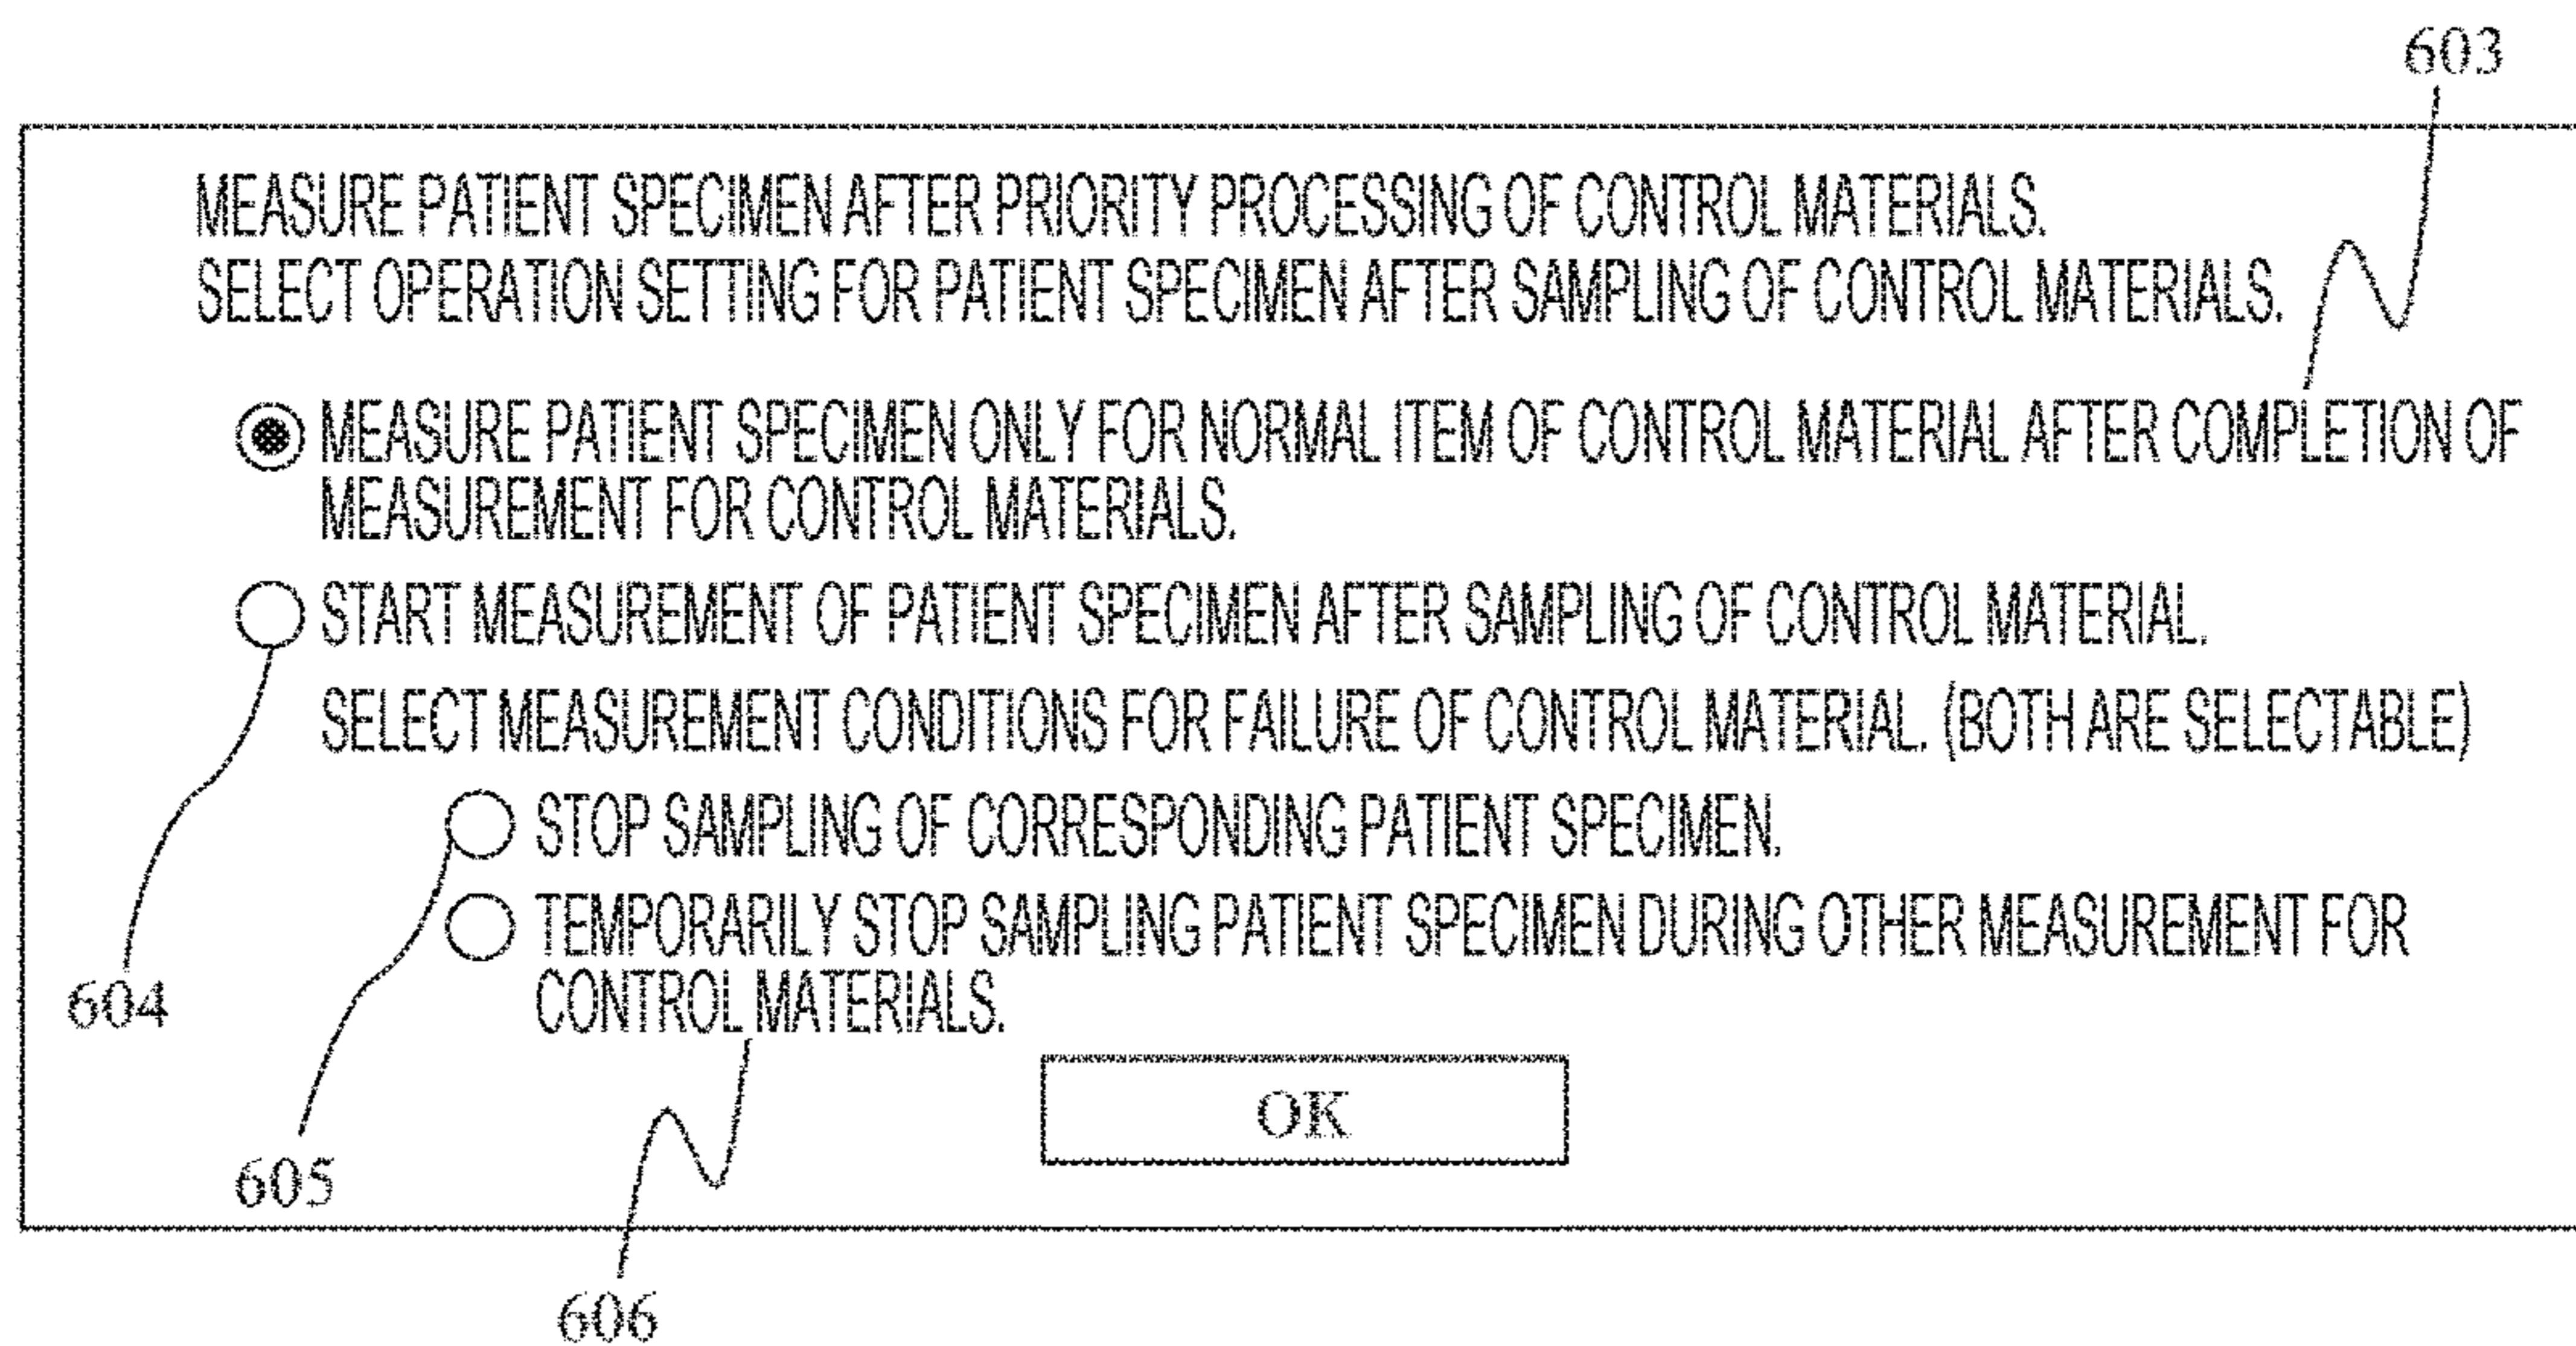 603
MEASURE PATIENT SPECIMEN AFTER PRIORITY PROCESSING OF CONTROL MATERIALS.
SELECT OPERATION SETTING FOR PATIENT SPECIMEN AFTER SAMPLING OF CONTROL MATERIALS.
MEASURE PATIENT SPECIMEN ONLY FOR NORMAL ITEM OF CONTROL MATERIAL AFTER COMPLETION OF
MEASUREMENT FOR CONTROL MATERIALS.
START MEASUREMENT OF PATIENT SPECIMEN AFTER SAMPLING OF CONTROL MATERIAL.
SELECT MEASUREMENT CONDITIONS FOR FAILURE OF CONTROL MATERIAL. (BOTH ARE SELECTABLE)
STOP SAMPLING OF CORRESPONDING PATIENT SPECIMEN.
TEMPORARILY STOP SAMPLING PATIENT SPECIMEN DURING OTHER MEASUREMENT FOR
CONTROL MATERIALS.
604
OK
605
606